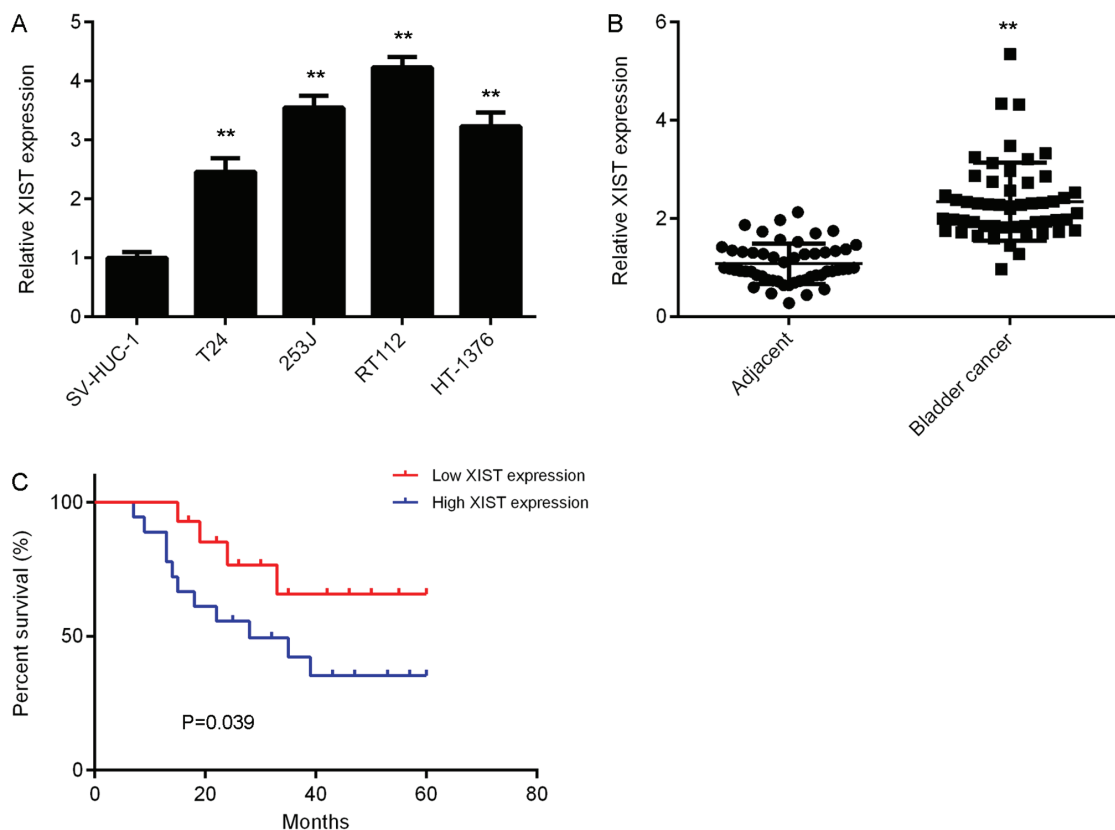 A
Relative XIST expression
5
4
3
2
1
0
**
**
**
**
SV-HUC-1
T24
253J
RT112
HT-1376
B
Relative XIST expression
6
4
2
0
**
Adjacent
Bladder cancer
C
Low XIST expression
High XIST expression
Percent survival (%)
100
50
0
P=0.039
0
20
40
60
80
Months